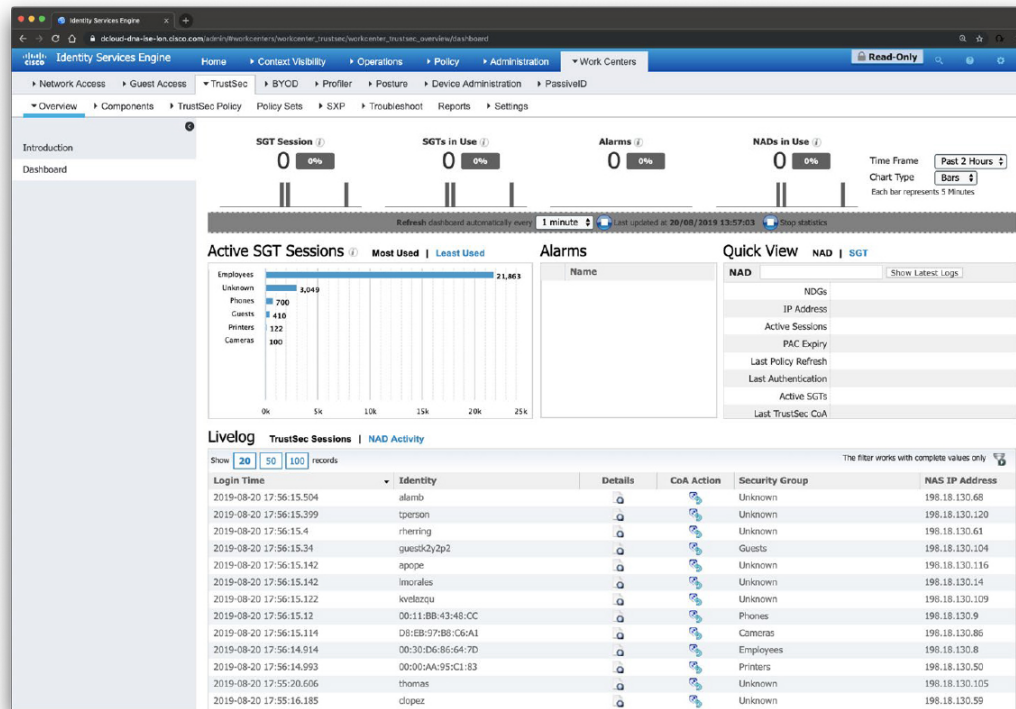 Identity Services Engine
dcloud-dna-ise-lon.cisco.com/admin/#workcenters/workcenter_trustsec/workcenter_trustsec_overview/dashboard
cisco Identity Services Engine Home Context Visibility Operations Policy Administration Work Centers Read-Only
Network Access Guest Access TrustSec BYOD Profiler Posture Device Administration PassiveID
Overview Components TrustSec Policy Policy Sets SXP Troubleshoot Reports Settings
Introduction
Dashboard
SGT Session SGTs in Use Alarms NADs in Use
0 0% 0 0% 0 0% 0 0%
Time Frame Past 2 Hours
Chart Type Bars
Each bar represents 5 Minutes
Refresh dashboard automatically every 1 minute Last updated at 20/08/2019 13:57:03 Stop statistics
Active SGT Sessions Most Used | Least Used
Employees 21,863
Unknown 3,049
Phones 700
Guests 410
Printers 122
Cameras 100
0k 5k 10k 15k 20k 25k
Alarms
Name
Quick View NAD | SGT
NAD Show Latest Logs
NDGs
IP Address
Active Sessions
PAC Expiry
Last Policy Refresh
Last Authentication
Active SGTs
Last TrustSec CoA
Livelog TrustSec Sessions | NAD Activity
Show 20 50 100 records The filter works with complete values only
Login Time Identity Details CoA Action Security Group NAS IP Address
2019-08-20 17:56:15.504 alamb Unknown 198.18.130.68
2019-08-20 17:56:15.399 tperson Unknown 198.18.130.120
2019-08-20 17:56:15.4 rherring Unknown 198.18.130.61
2019-08-20 17:56:15.34 guestk2y2p2 Guests 198.18.130.104
2019-08-20 17:56:15.142 apope Unknown 198.18.130.116
2019-08-20 17:56:15.142 lmorales Unknown 198.18.130.14
2019-08-20 17:56:15.122 kvelazqu Unknown 198.18.130.109
2019-08-20 17:56:15.12 00:11:BB:43:48:CC Phones 198.18.130.9
2019-08-20 17:56:15.114 D8:EB:97:B8:C6:A1 Cameras 198.18.130.86
2019-08-20 17:56:14.914 00:30:D6:86:64:7D Employees 198.18.130.8
2019-08-20 17:56:14.993 00:00:AA:95:C1:83 Printers 198.18.130.50
2019-08-20 17:55:20.606 thomas Unknown 198.18.130.105
2019-08-20 17:55:16.185 clopez Unknown 198.18.130.59